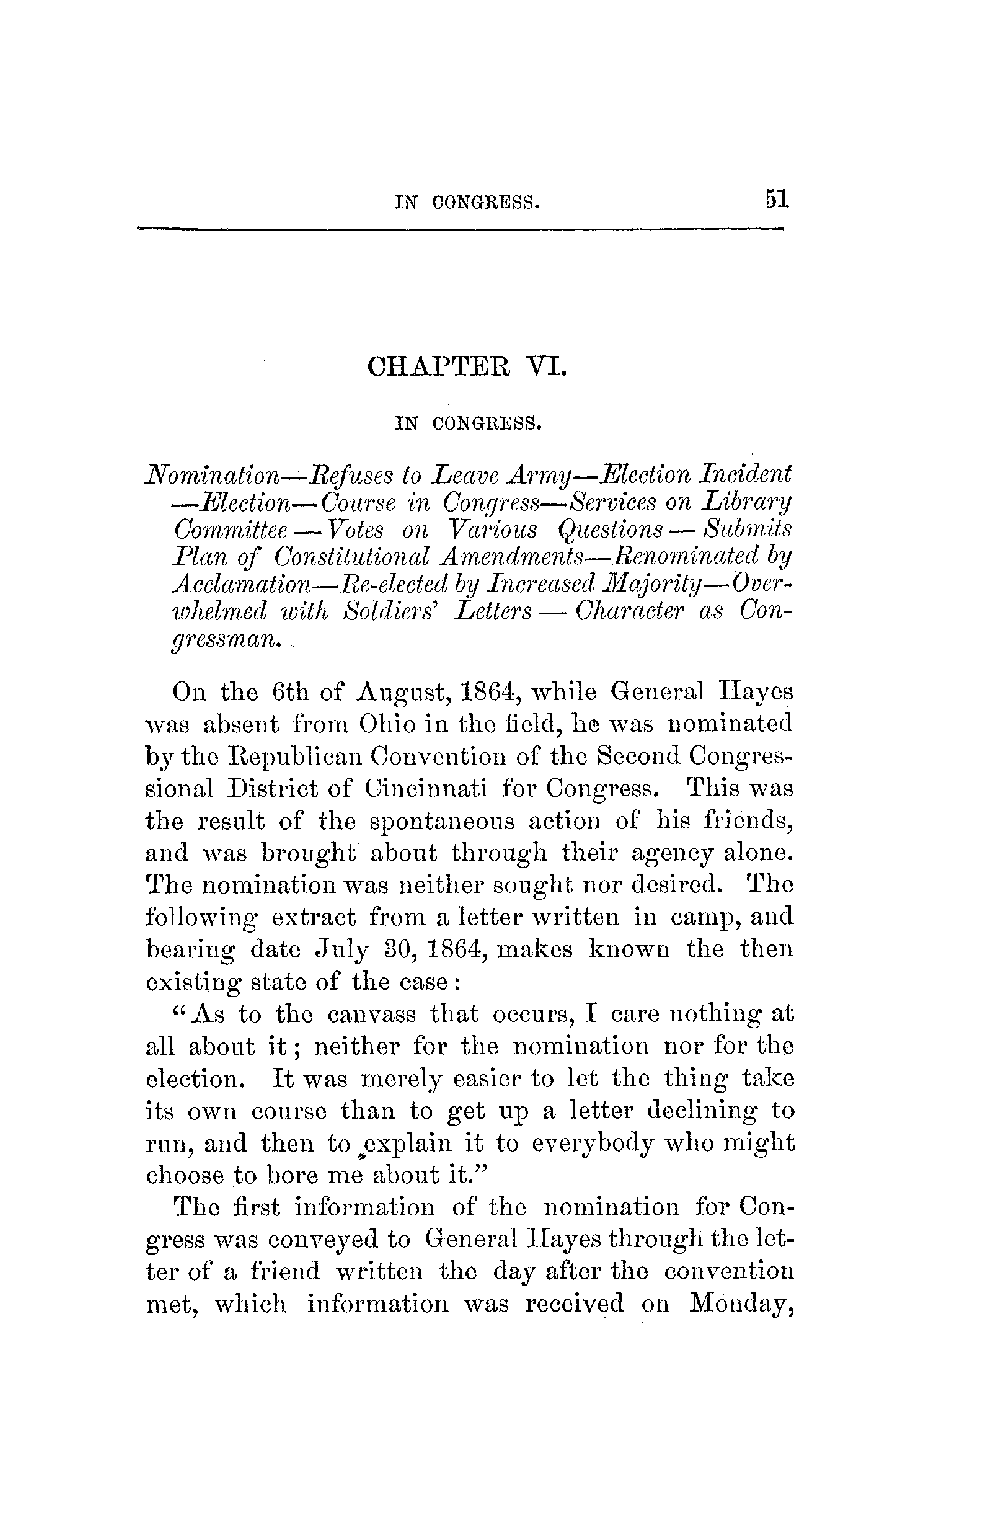 IN CONGRESS. 51
CHAPTER VI.
IN CONGRESS.
Nomination—Refuses to Leave Army—Election Incident
—Election—Course in Congress—Services on Library
Committee — Votes on Various Questions — Submits
Plan of Constitutional Amendments—Renominated by
Acclamation—Re-elected by Increased Majority—Over-
whelmed with Soldiers' Letters — Character as Con-
gressman.
On the 6th of August, 1864, while General Hayes
was absent from Ohio in the field, he was nominated
by the Republican Convention of the Second Congres-
sional District of Cincinnati for Congress. This was
the result of the spontaneous action of his friends,
and was brought about through their agency alone.
The nomination was neither sought nor desired. The
following extract from a letter written in camp, and
bearing date July 30, 1864, makes known the then
existing state of the case :
"As to the canvass that occurs, I care nothing at
all about it ; neither for the nomination nor for the
election. It was merely easier to let the thing take
its own course than to get up a letter declining to
run, and then to explain it to everybody who might
choose to bore me about it."
The first information of the nomination for Con-
gress was conveyed to General Hayes through the let-
ter of a friend written the day after the convention
met, which information was received on Monday,